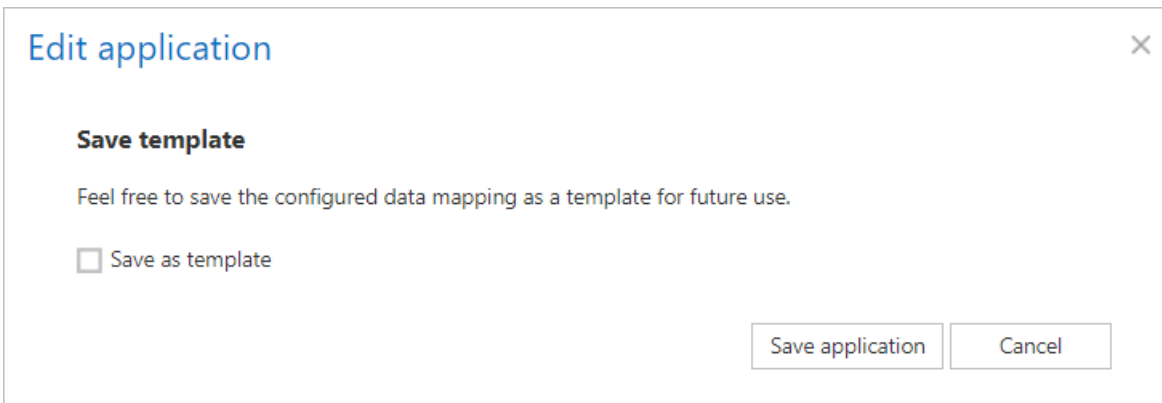 Edit application
Save template
Feel free to save the configured data mapping as a template for future use.
Save as template
Save application
Cancel